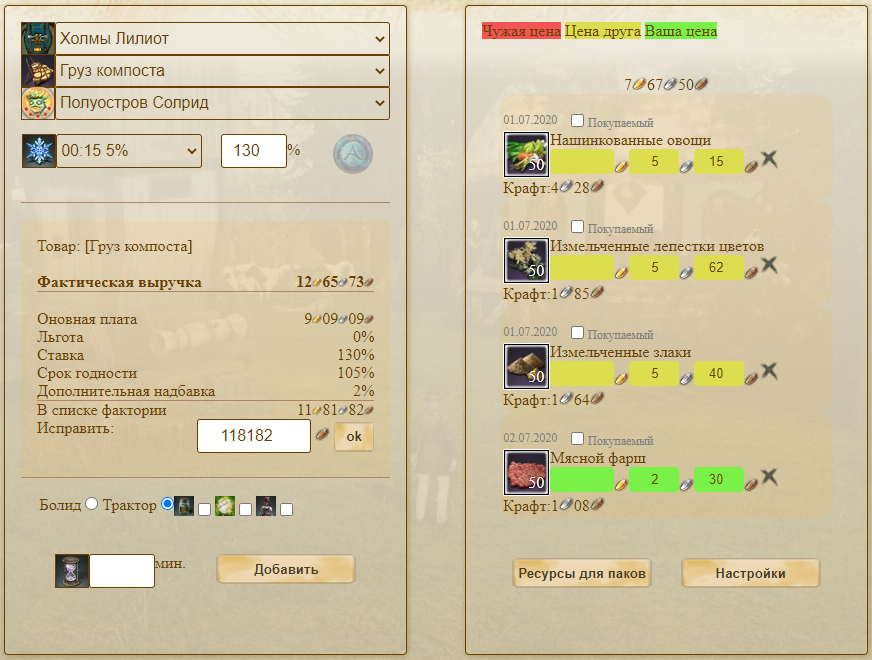 Холмы Лилиот
Груз компоста
Полуостров Солрид
00:15 5%
130 %
Товар: [Груз компоста]
Фактическая выручка 12 65 73
Оновная плата 9 09 09
Льгота 0%
Ставка 130%
Срок годности 105%
Дополнительная надбавка 2%
В списке фактории 11 81 82
Исправить: 118182 ok
Болид Трактор
мин. Добавить
Чужая цена Цена друга Ваша цена
7 67 50
01.07.2020 Покупаемый
Нашинкованные овощи
50 5 15
Крафт:4 28
01.07.2020 Покупаемый
Измельченные лепестки цветов
50 5 62
Крафт:1 85
01.07.2020 Покупаемый
Измельченные злаки
50 5 40
Крафт:1 64
02.07.2020 Покупаемый
Мясной фарш
50 2 30
Крафт:1 08
Ресурсы для паков Настройки